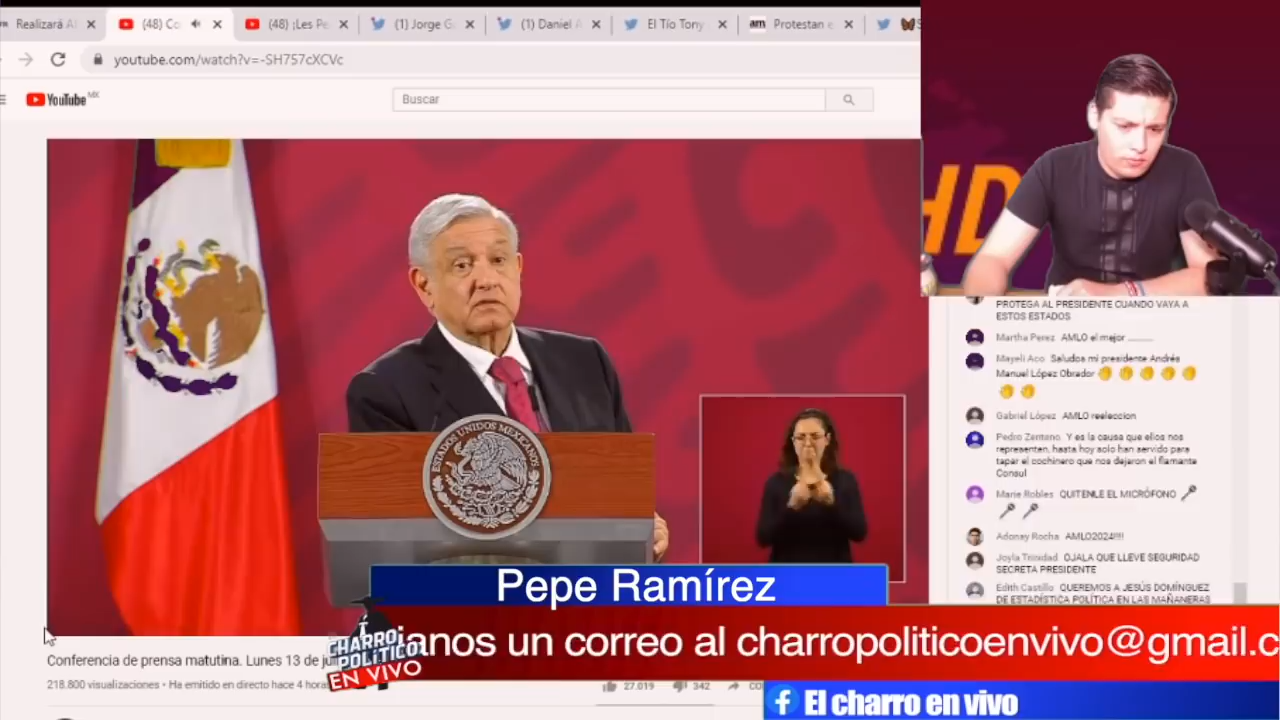 Realizará A
(48) Co
(48) ¡Les Pe
(1) Jorge G
(1) Daniel A
El Tío Tony
am Protestan e
youtube.com/watch?v=-SH757cXCVc
YouTube MX
Buscar
HD
ESTADOS UNIDOS MEXICANOS
PROTEGA AL PRESIDENTE CUANDO VAYA A
ESTOS ESTADOS
Martha Perez AMLO el mejor ..........
Mayeli Aco Saludos mi presidente Andrés
Manuel López Obrador
Gabriel López AMLO reeleccion
Pedro Zenteno Y es la causa que ellos nos
representen, hasta hoy solo han servido para
tapar el cochinero que nos dejaron el flamante
Consul
Marie Robles QUITENLE EL MICRÓFONO
Adonay Rocha AMLO2024!!!!
Joyla Trinidad OJALA QUE LLEVE SEGURIDAD
SECRETA PRESIDENTE
Edith Castillo QUEREMOS A JESÚS DOMÍNGUEZ
DE ESTADÍSTICA POLÍTICA EN LAS MAÑANERAS
Pepe Ramírez
CHARRO POLÍTICO
EN VIVO
ianos un correo al charropoliticoenvivo@gmail.c
Conferencia de prensa matutina. Lunes 13 de ju
218.800 visualizaciones • Ha emitido en directo hace 4 hora
27.019
342
CO
El charro en vivo